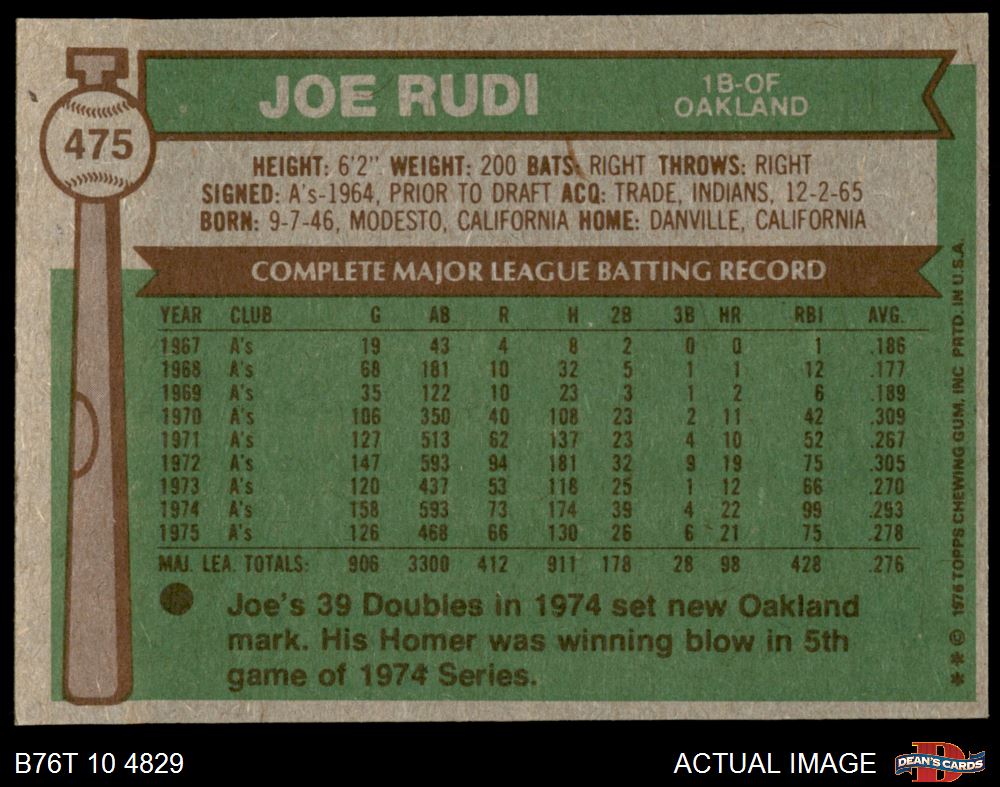 475
JOE RUDI
1B-OF
OAKLAND
HEIGHT: 6'2" WEIGHT: 200 BATS: RIGHT THROWS: RIGHT
SIGNED: A's-1964, PRIOR TO DRAFT ACQ: TRADE, INDIANS, 12-2-65
BORN: 9-7-46, MODESTO, CALIFORNIA HOME: DANVILLE, CALIFORNIA
COMPLETE MAJOR LEAGUE BATTING RECORD
YEAR CLUB G AB R H 2B 3B HR RBI AVG.
1967 A's 19 43 4 8 2 0 0 1 .186
1968 A's 68 181 10 32 5 1 1 12 .177
1969 A's 35 122 10 23 3 1 2 6 .189
1970 A's 106 350 40 108 23 2 11 42 .309
1971 A's 127 513 62 137 23 4 10 52 .267
1972 A's 147 593 94 181 32 9 19 75 .305
1973 A's 120 437 53 118 25 1 12 66 .270
1974 A's 158 593 73 174 39 4 22 99 .293
1975 A's 126 468 66 130 26 6 21 75 .278
MAJ. LEA. TOTALS: 906 3300 412 911 178 28 98 428 .276
Joe's 39 Doubles in 1974 set new Oakland
mark. His Homer was winning blow in 5th
game of 1974 Series.
** © 1976 TOPPS CHEWING GUM, INC PRTD. IN U.S.A.
B76T 10 4829
ACTUAL IMAGE
DEAN'S CARDS